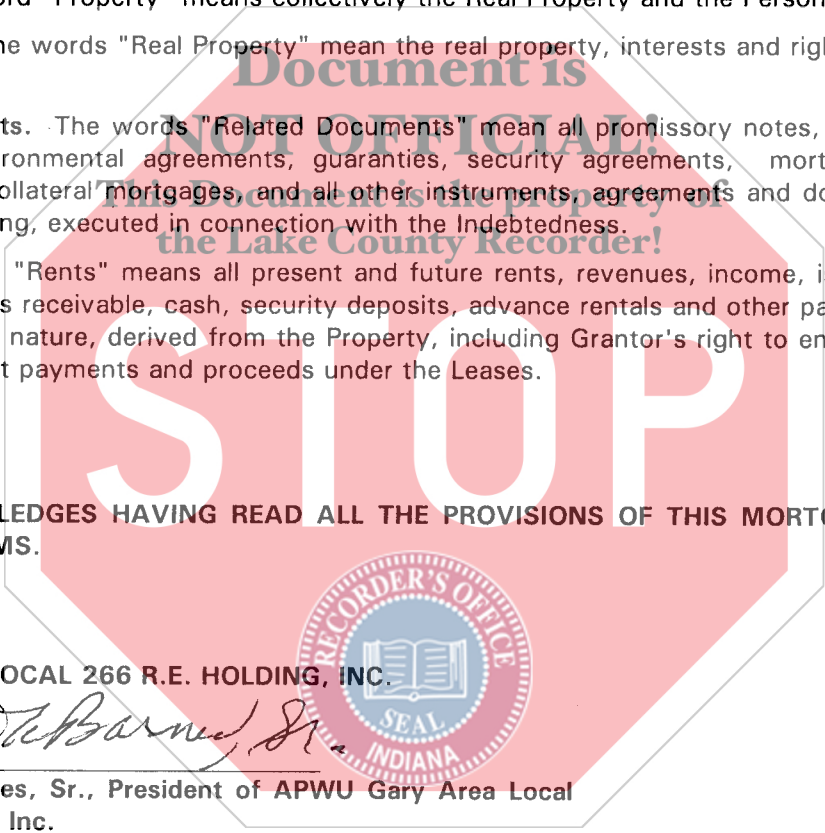 "Property" means collectively the Real Property and the Person
words "Real Property" mean the real property, interests and righ
Document is
NOT OFFICIAL!
ts. The words "Related Documents" mean all promissory notes,
ronmental agreements, guaranties, security agreements, mort
ollateral mortgages, and all other instruments, agreements and do
This Document is the property of
ng, executed in connection with the Indebtedness.
the Lake County Recorder!
"Rents" means all present and future rents, revenues, income, i
s receivable, cash, security deposits, advance rentals and other pa
nature, derived from the Property, including Grantor's right to en
t payments and proceeds under the Leases.
STOP
LEDGES HAVING READ ALL THE PROVISIONS OF THIS MORTG
MS.
RECORDER'S OFFICE
SEAL
INDIANA
OCAL 266 R.E. HOLDING, INC.
Barnes, Sr.
es, Sr., President of APWU Gary Area Local
Inc.